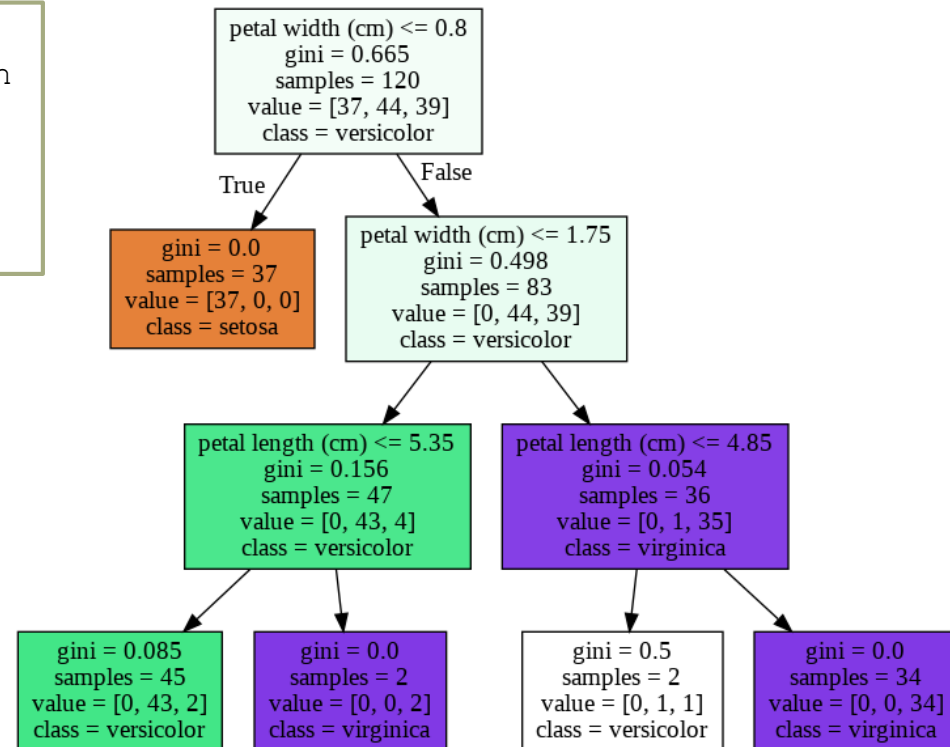 n
petal width (cm) <= 0.8
gini = 0.665
samples = 120
value = [37, 44, 39]
class = versicolor
True
False
gini = 0.0
samples = 37
value = [37, 0, 0]
class = setosa
petal width (cm) <= 1.75
gini = 0.498
samples = 83
value = [0, 44, 39]
class = versicolor
petal length (cm) <= 5.35
gini = 0.156
samples = 47
value = [0, 43, 4]
class = versicolor
petal length (cm) <= 4.85
gini = 0.054
samples = 36
value = [0, 1, 35]
class = virginica
gini = 0.085
samples = 45
value = [0, 43, 2]
class = versicolor
gini = 0.0
samples = 2
value = [0, 0, 2]
class = virginica
gini = 0.5
samples = 2
value = [0, 1, 1]
class = versicolor
gini = 0.0
samples = 34
value = [0, 0, 34]
class = virginica